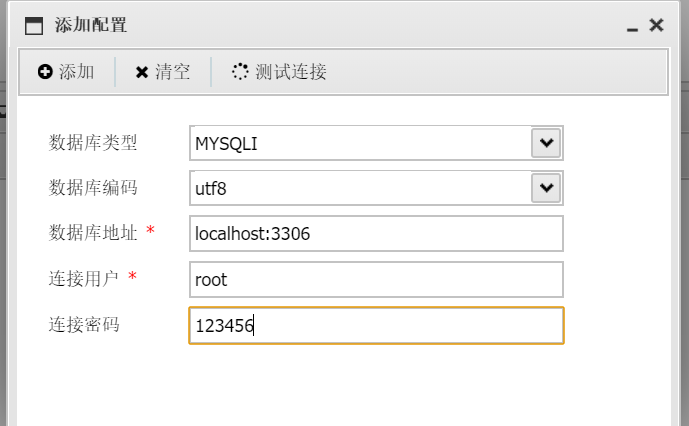 添加配置
添加 清空 测试连接
数据库类型 MYSQLI
数据库编码 utf8
数据库地址 * localhost:3306
连接用户 * root
连接密码 123456